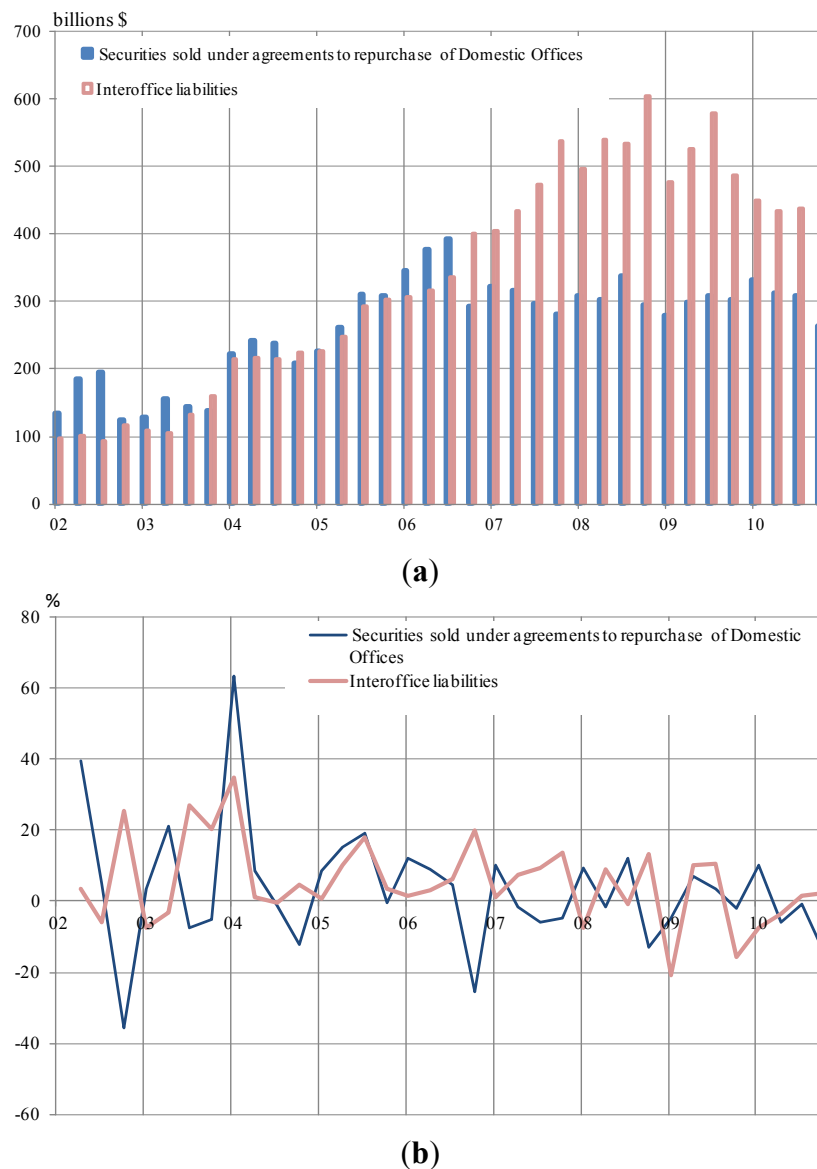 billions $
700
Securities sold under agreements to repurchase of Domestic Offices
Interoffice liabilities
600
500
400
300
200
100
0
02 03 04 05 06 07 08 09 10
(a)
%
80
Securities sold under agreements to repurchase of Domestic
Offices
Interoffice liabilities
60
40
20
0
02 03 04 05 06 07 08 09 10
-20
-40
-60
(b)